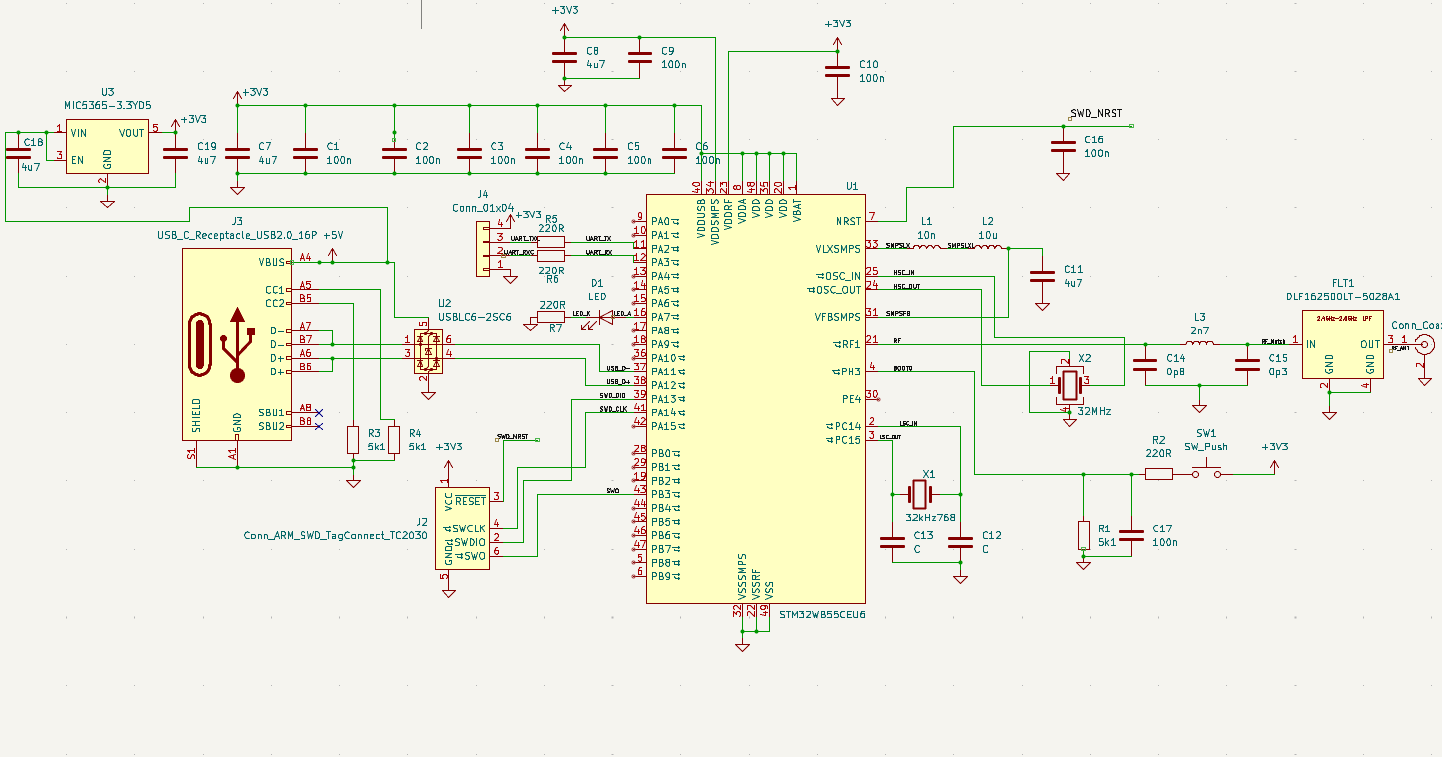 +3V3
C8
4u7
C9
100n
+3V3
C10
100n
U3
MIC5365-3.3YD5
1
VIN
VOUT
5
3
EN
GND
2
C18
4u7
+3V3
C19
4u7
+3V3
C7
4u7
C1
100n
C2
100n
C3
100n
C4
100n
C5
100n
C6
100n
SWD_NRST
C16
100n
J3
USB_C_Receptacle_USB2.0_16P
+5V
VBUS
A4
CC1
A5
CC2
B5
D-
A7
D-
B7
D+
A6
D+
B6
SBU1
A8
SBU2
B8
SHIELD
GND
S1
A1
R3
5k1
R4
5k1
U2
USBLC6-2SC6
5
1
6
3
4
2
J4
Conn_01x04
4
3
2
1
+3V3
R5
220R
UART_TX
UART_RX
220R
R6
D1
LED
220R
R7
LED_K
LED_A
USB_D-
USB_D+
SWD_DIO
SWD_CLK
SWD_NRST
SWO
+3V3
J2
Conn_ARM_SWD_TagConnect_TC2030
1
VCC
RESET
3
SWCLK
4
SWDIO
2
SWO
6
GND
5
U1
STM32WB55CEU6
40
34
23
8
48
35
20
1
VDDUSB
VDDSMPS
VDDRF
VDDA
VDD
VDD
VDD
VBAT
9
PA0
10
PA1
11
PA2
12
PA3
13
PA4
14
PA5
15
PA6
16
PA7
17
PA8
18
PA9
36
PA10
37
PA11
38
PA12
39
PA13
41
PA14
42
PA15
28
PB0
29
PB1
19
PB2
43
PB3
44
PB4
45
PB5
46
PB6
47
PB7
5
PB8
6
PB9
NRST
7
VLXSMPS
33
OSC_IN
25
OSC_OUT
24
VFBSMPS
31
RF1
21
PH3
4
PE4
30
PC14
2
PC15
3
VSSSMPS
VSSRF
VSS
32
22
49
L1
10n
L2
10u
SMPSLX
SMPSLXL
C11
4u7
HSC_IN
HSC_OUT
SMPSFB
RF
BOOT0
LSC_IN
LSC_OUT
X2
2
1
3
4
32MHz
X1
32kHz768
C13
C
C12
C
C14
0p8
L3
2n7
C15
0p3
RF_Match
FLT1
DLF162500LT-5028A1
2.4GHz-2.4GHz LPF
1
IN
OUT
3
GND
GND
2
4
Conn_Coax
1
2
RF_ANT
R2
220R
SW1
SW_Push
+3V3
R1
5k1
C17
100n